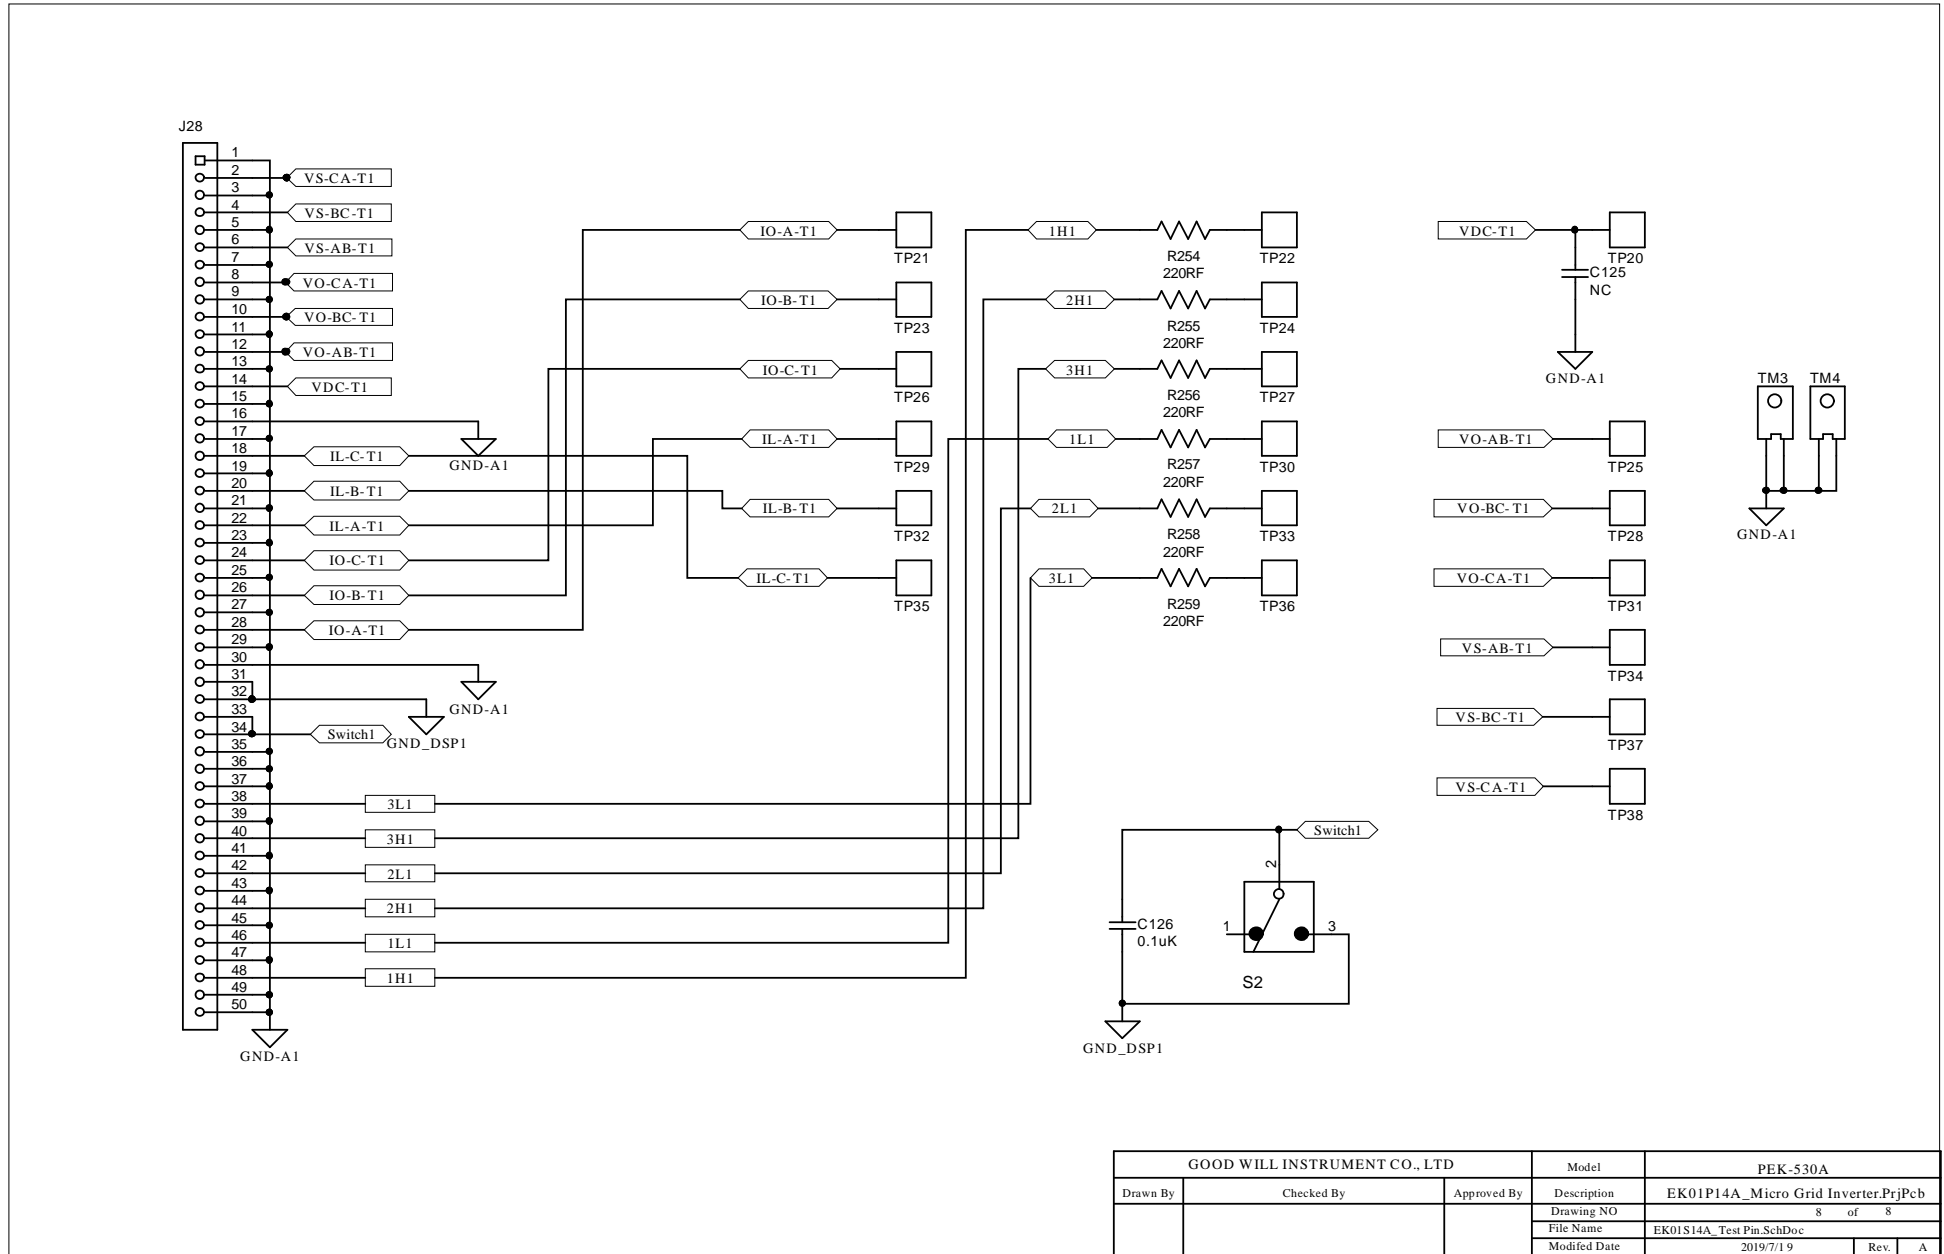 J28
1
2 VS-CA-T1
3
4 VS-BC-T1
5
6 VS-AB-T1
7
8 VO-CA-T1
9
10 VO-BC-T1
11
12 VO-AB-T1
13
14 VDC-T1
15
16
GND-A1
17
18 IL-C-T1
19
20 IL-B-T1
21
22 IL-A-T1
23
24 IO-C-T1
25
26 IO-B-T1
27
28 IO-A-T1
29
30
GND-A1
31
32
GND_DSP1
33
34 Switch1
35
36
37
38 3L1
39
40 3H1
41
42 2L1
43
44 2H1
45
46 1L1
47
48 1H1
49
50
GND-A1
IO-A-T1
TP21
IO-B-T1
TP23
IO-C-T1
TP26
IL-A-T1
TP29
IL-B-T1
TP32
IL-C-T1
TP35
1H1
R254
220RF
TP22
2H1
R255
220RF
TP24
3H1
R256
220RF
TP27
1L1
R257
220RF
TP30
2L1
R258
220RF
TP33
3L1
R259
220RF
TP36
VDC-T1
TP20
C125
NC
GND-A1
VO-AB-T1
TP25
VO-BC-T1
TP28
VO-CA-T1
TP31
VS-AB-T1
TP34
VS-BC-T1
TP37
VS-CA-T1
TP38
TM3 TM4
GND-A1
Switch1
2
1 3
C126
0.1uK
S2
GND_DSP1
GOOD WILL INSTRUMENT CO., LTD Model PEK-530A
Drawn By Checked By Approved By Description EK01P14A_Micro Grid Inverter.PrjPcb
Drawing NO 8 of 8
File Name EK01S14A_Test Pin.SchDoc
Modifed Date 2019/7/19 Rev. A